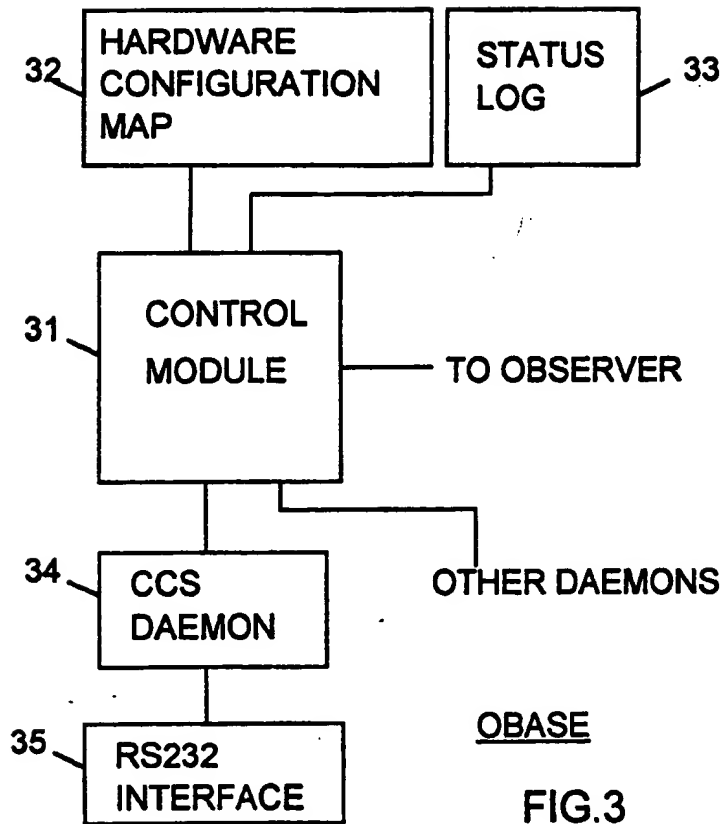 32
HARDWARE
CONFIGURATION
MAP
STATUS
LOG
33
31
CONTROL
MODULE
TO OBSERVER
34
CCS
DAEMON
OTHER DAEMONS
35
RS232
INTERFACE
OBASE
FIG.3